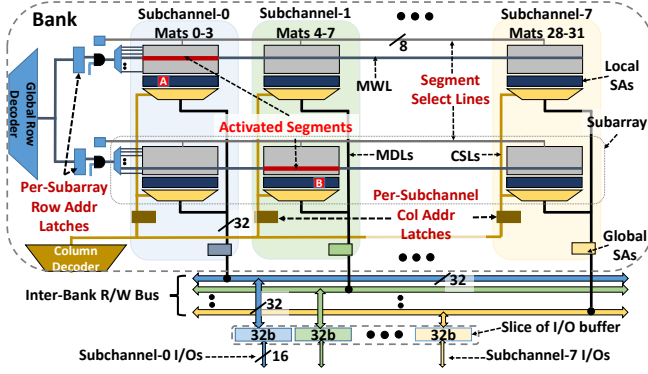 Bank
Subchannel-0
Mats 0-3
Subchannel-1
Mats 4-7
Subchannel-7
Mats 28-31
8
Global Row
Decoder
A
MWL
Segment
Select Lines
Local
SAs
Activated Segments
Subarray
MDLs
CSLs
B
Per-Subarray
Row Addr
Latches
Per-Subchannel
Col Addr
Latches
32
Column
Decoder
Global
SAs
Inter-Bank R/W Bus
32
32
32b
32b
32b
Slice of I/O buffer
Subchannel-0 I/Os
16
Subchannel-7 I/Os